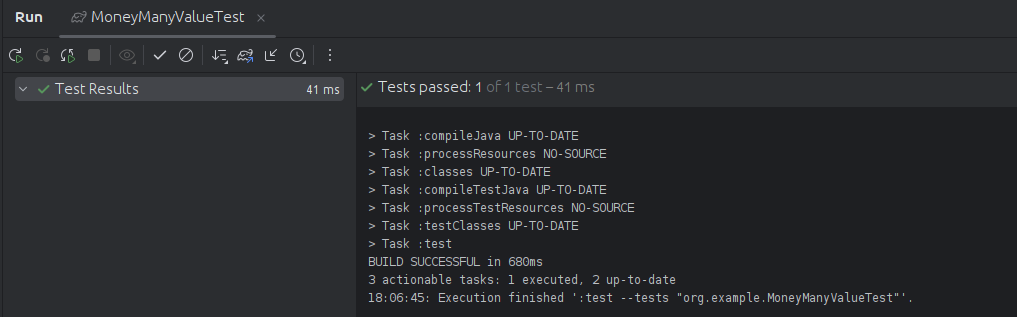 Run MoneyManyValueTest
Test Results 41 ms
Tests passed: 1 of 1 test – 41 ms
> Task :compileJava UP-TO-DATE
> Task :processResources NO-SOURCE
> Task :classes UP-TO-DATE
> Task :compileTestJava UP-TO-DATE
> Task :processTestResources NO-SOURCE
> Task :testClasses UP-TO-DATE
> Task :test
BUILD SUCCESSFUL in 680ms
3 actionable tasks: 1 executed, 2 up-to-date
18:06:45: Execution finished ':test --tests "org.example.MoneyManyValueTest"'.